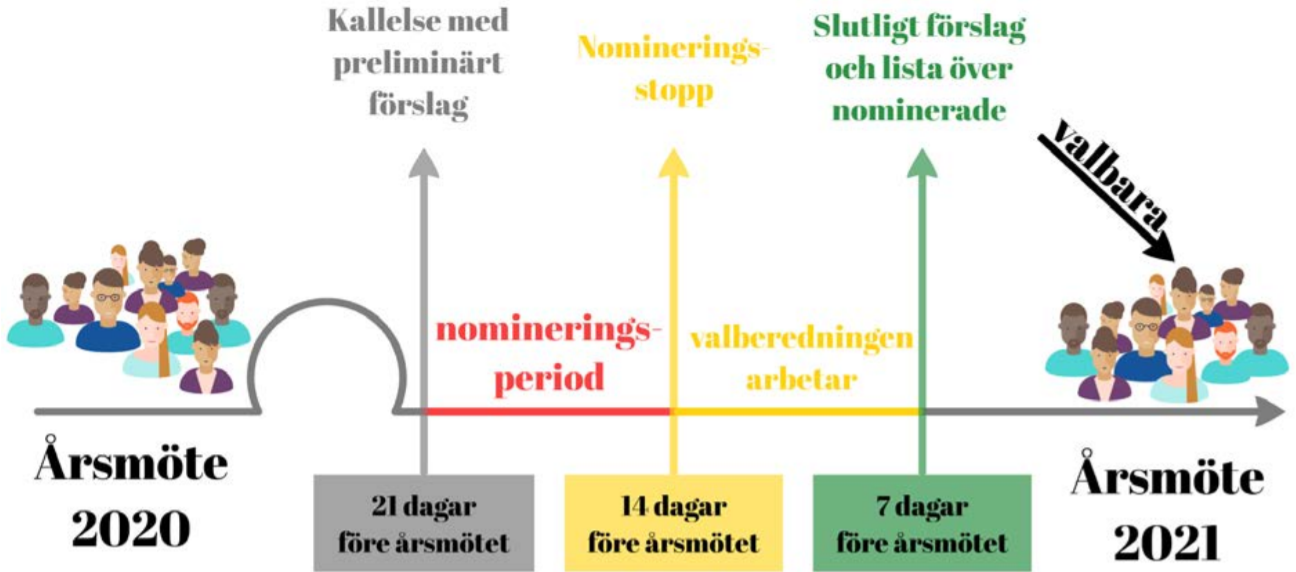 Kallelse med
preliminärt
förslag
Nominerings-
stopp
Slutligt förslag
och lista över
nominerade
valbara
nominerings-
period
valberedningen
arbetar
Årsmöte
2020
21 dagar
före årsmötet
14 dagar
före årsmötet
7 dagar
före årsmötet
Årsmöte
2021